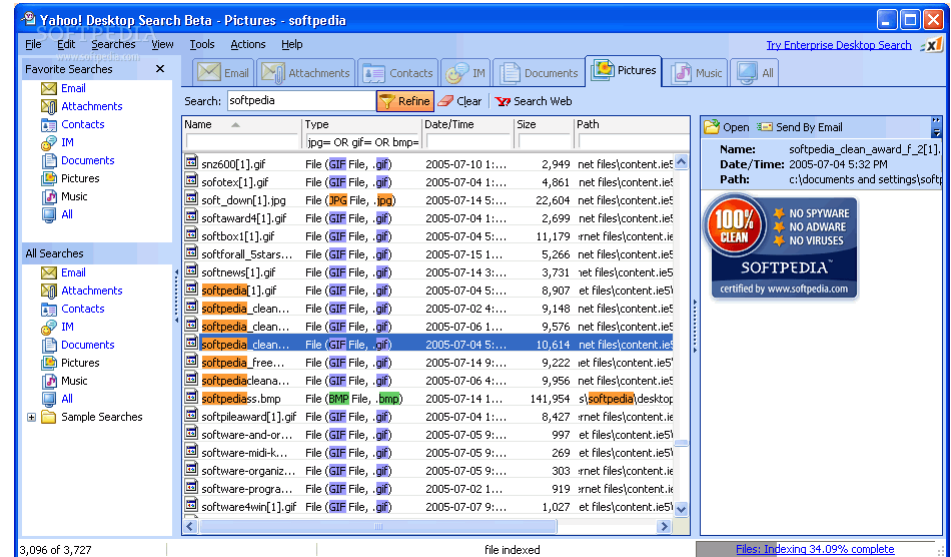 Yahoo! Desktop Search Beta - Pictures - softpedia
SOFTPEDIA
www.softpedia.com
File Edit Searches View Tools Actions Help Try Enterprise Desktop Search
Favorite Searches
Email
Attachments
Contacts
IM
Documents
Pictures
Music
All
All Searches
Email
Attachments
Contacts
IM
Documents
Pictures
Music
All
Sample Searches
Email Attachments Contacts IM Documents Pictures Music All
Search: softpedia Refine Clear Search Web
Name Type Date/Time Size Path
jpg= OR gif= OR bmp=
snz600[1].gif File (GIF File, .gif) 2005-07-10 1:... 2,949 net files\content.ie5
sofotex[1].gif File (GIF File, .gif) 2005-07-04 1:... 4,861 net files\content.ie5
soft_down[1].jpg File (JPG File, .jpg) 2005-07-14 5:... 22,604 net files\content.ie5
softaward4[1].gif File (GIF File, .gif) 2005-07-04 1:... 2,699 net files\content.ie5
softbox1[1].gif File (GIF File, .gif) 2005-07-04 5:... 11,179 rnet files\content.ie
softforall_5stars... File (GIF File, .gif) 2005-07-15 1... 5,266 net files\content.ie5
softnews[1].gif File (GIF File, .gif) 2005-07-14 3:... 3,731 net files\content.ie5
softpedia[1].gif File (GIF File, .gif) 2005-07-04 5:... 8,907 et files\content.ie5\
softpedia_clean... File (GIF File, .gif) 2005-07-02 4:... 9,148 net files\content.ie5
softpedia_clean... File (GIF File, .gif) 2005-07-06 1... 9,576 net files\content.ie5
softpedia_clean... File (GIF File, .gif) 2005-07-04 5:... 10,614 net files\content.ie5
softpedia_free... File (GIF File, .gif) 2005-07-14 9:... 9,222 et files\content.ie5\
softpediacleana... File (GIF File, .gif) 2005-07-06 4:... 9,956 net files\content.ie5
softpediass.bmp File (BMP File, .bmp) 2005-07-14 1... 141,954 s\softpedia\desktop
softpileaward[1].gif File (GIF File, .gif) 2005-07-04 1:... 8,427 rnet files\content.ie
software-and-or... File (GIF File, .gif) 2005-07-05 9:... 997 et files\content.ie5\
software-midi-k... File (GIF File, .gif) 2005-07-05 9:... 269 et files\content.ie5\
software-organiz... File (GIF File, .gif) 2005-07-05 9:... 303 rnet files\content.ie
software-progra... File (GIF File, .gif) 2005-07-02 1... 919 rnet files\content.ie
software4win[1].gif File (GIF File, .gif) 2005-07-07 9:... 1,027 et files\content.ie5\
Open Send By Email
Name: softpedia_clean_award_f_2[1].
Date/Time: 2005-07-04 5:32 PM
Path: c:\documents and settings\softp
100% CLEAN
NO SPYWARE
NO ADWARE
NO VIRUSES
SOFTPEDIA
certified by www.softpedia.com
3,096 of 3,727 file indexed Files: Indexing 34.09% complete